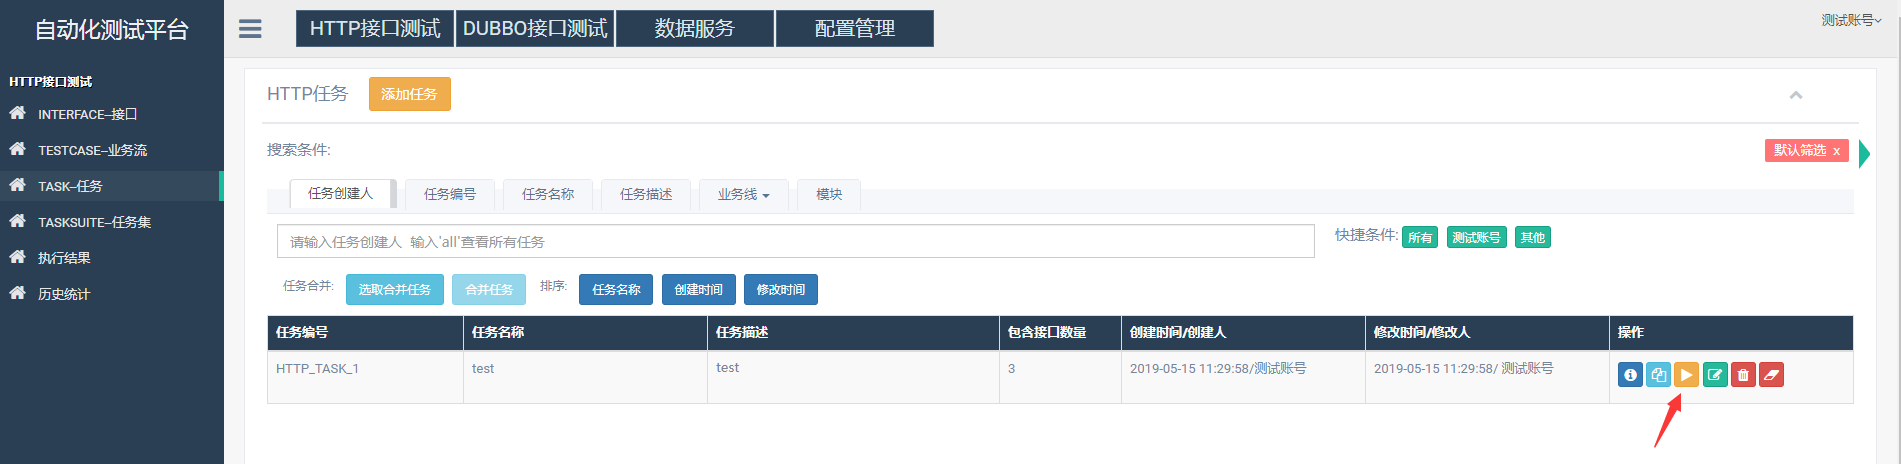 自动化测试平台
HTTP接口测试
DUBBO接口测试
数据服务
配置管理
测试账号
HTTP接口测试
INTERFACE–接口
TESTCASE–业务流
TASK–任务
TASKSUITE–任务集
执行结果
历史统计
HTTP任务
添加任务
搜索条件:
默认筛选 x
任务创建人
任务编号
任务名称
任务描述
业务线
模块
请输入任务创建人 输入'all'查看所有任务
快捷条件: 所有 测试账号 其他
任务合并: 选取合并任务 合并任务 排序: 任务名称 创建时间 修改时间
任务编号 任务名称 任务描述 包含接口数量 创建时间/创建人 修改时间/修改人 操作
HTTP_TASK_1 test test 3 2019-05-15 11:29:58/测试账号 2019-05-15 11:29:58/ 测试账号